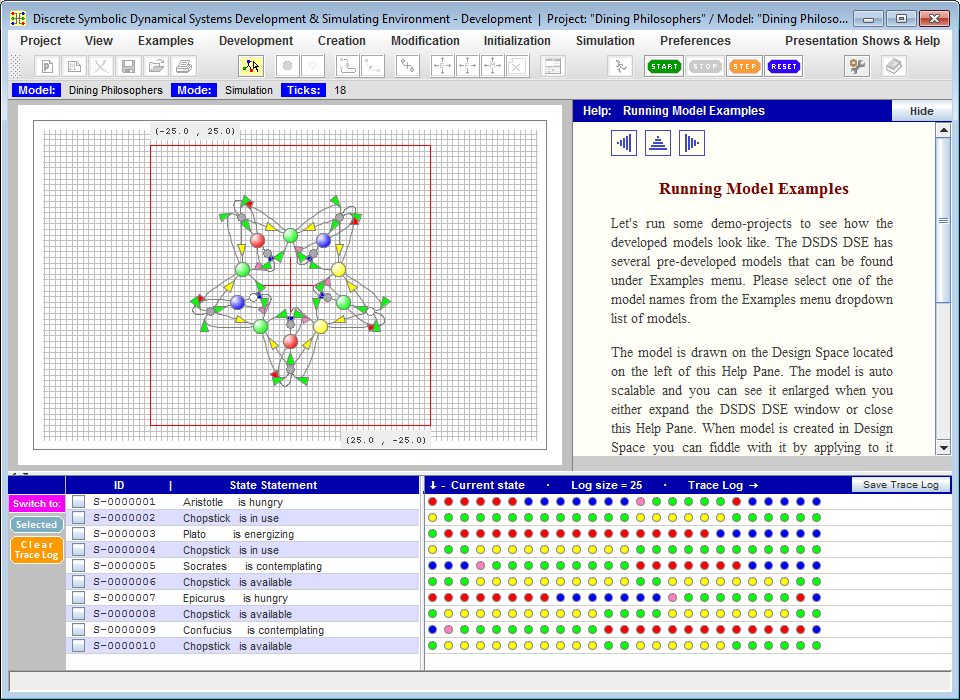 Discrete Symbolic Dynamical Systems Development & Simulating Environment - Development | Project: "Dining Philosophers" / Model: "Dining Philoso...
Project View Examples Development Creation Modification Initialization Simulation Preferences Presentation Shows & Help
START STOP STEP RESET
Model: Dining Philosophers Mode: Simulation Ticks: 18
(-25.0 , 25.0)
(25.0 , -25.0)
Help: Running Model Examples Hide
Running Model Examples
Let's run some demo-projects to see how the
developed models look like. The DSDS DSE has
several pre-developed models that can be found
under Examples menu. Please select one of the
model names from the Examples menu dropdown
list of models.
The model is drawn on the Design Space located
on the left of this Help Pane. The model is auto
scalable and you can see it enlarged when you
either expand the DSDS DSE window or close
this Help Pane. When model is created in Design
Space you can fiddle with it by applying to it
ID | State Statement
↓ - Current state · Log size = 25 · Trace Log → Save Trace Log
Switch to:
Selected
Clear
Trace Log
S-0000001 Aristotle is hungry
S-0000002 Chopstick is in use
S-0000003 Plato is energizing
S-0000004 Chopstick is in use
S-0000005 Socrates is contemplating
S-0000006 Chopstick is available
S-0000007 Epicurus is hungry
S-0000008 Chopstick is available
S-0000009 Confucius is contemplating
S-0000010 Chopstick is available